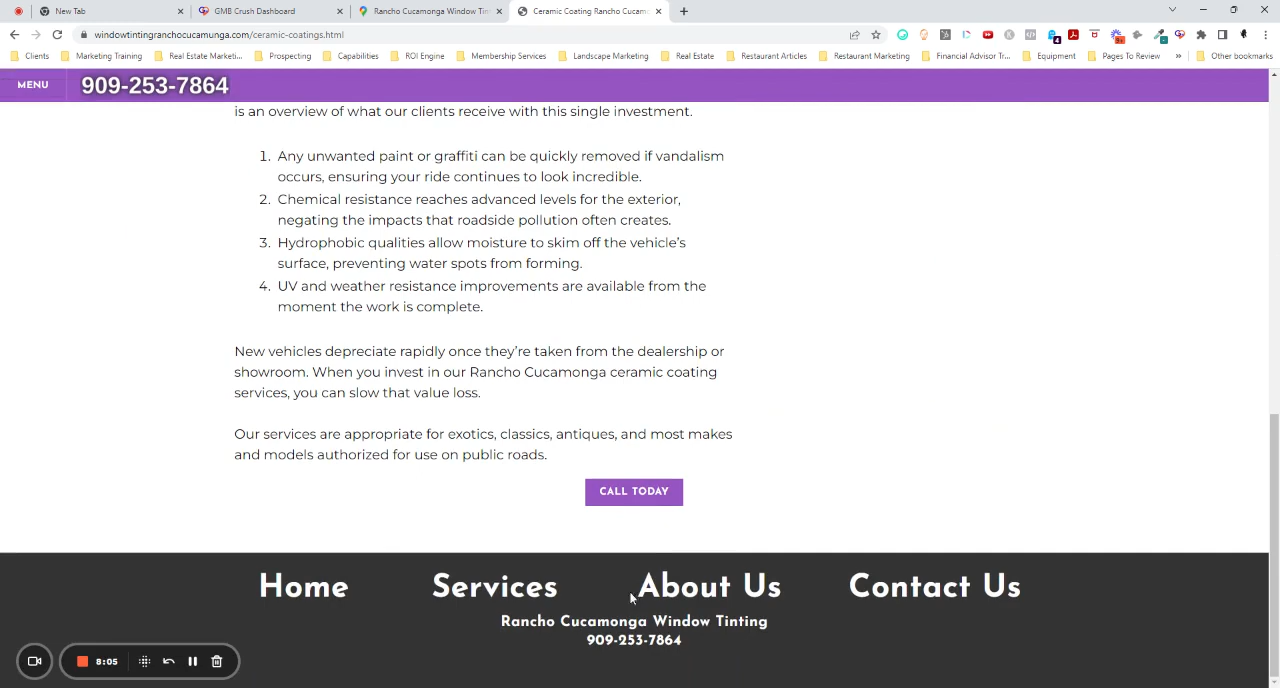 New Tab
GMB Crush Dashboard
Rancho Cucamonga Window Tin
Ceramic Coating Rancho Cucam
windowtintingranchocucamunga.com/ceramic-coatings.html
Clients
Marketing Training
Real Estate Marketi...
Prospecting
Capabilities
ROI Engine
Membership Services
Landscape Marketing
Real Estate
Restaurant Articles
Restaurant Marketing
Financial Advisor Tr...
Equipment
Pages To Review
»
Other bookmarks
MENU
909-253-7864
is an overview of what our clients receive with this single investment.
1. Any unwanted paint or graffiti can be quickly removed if vandalism
occurs, ensuring your ride continues to look incredible.
2. Chemical resistance reaches advanced levels for the exterior,
negating the impacts that roadside pollution often creates.
3. Hydrophobic qualities allow moisture to skim off the vehicle's
surface, preventing water spots from forming.
4. UV and weather resistance improvements are available from the
moment the work is complete.
New vehicles depreciate rapidly once they're taken from the dealership or
showroom. When you invest in our Rancho Cucamonga ceramic coating
services, you can slow that value loss.
Our services are appropriate for exotics, classics, antiques, and most makes
and models authorized for use on public roads.
CALL TODAY
Home
Services
About Us
Contact Us
Rancho Cucamonga Window Tinting
909-253-7864
8:05